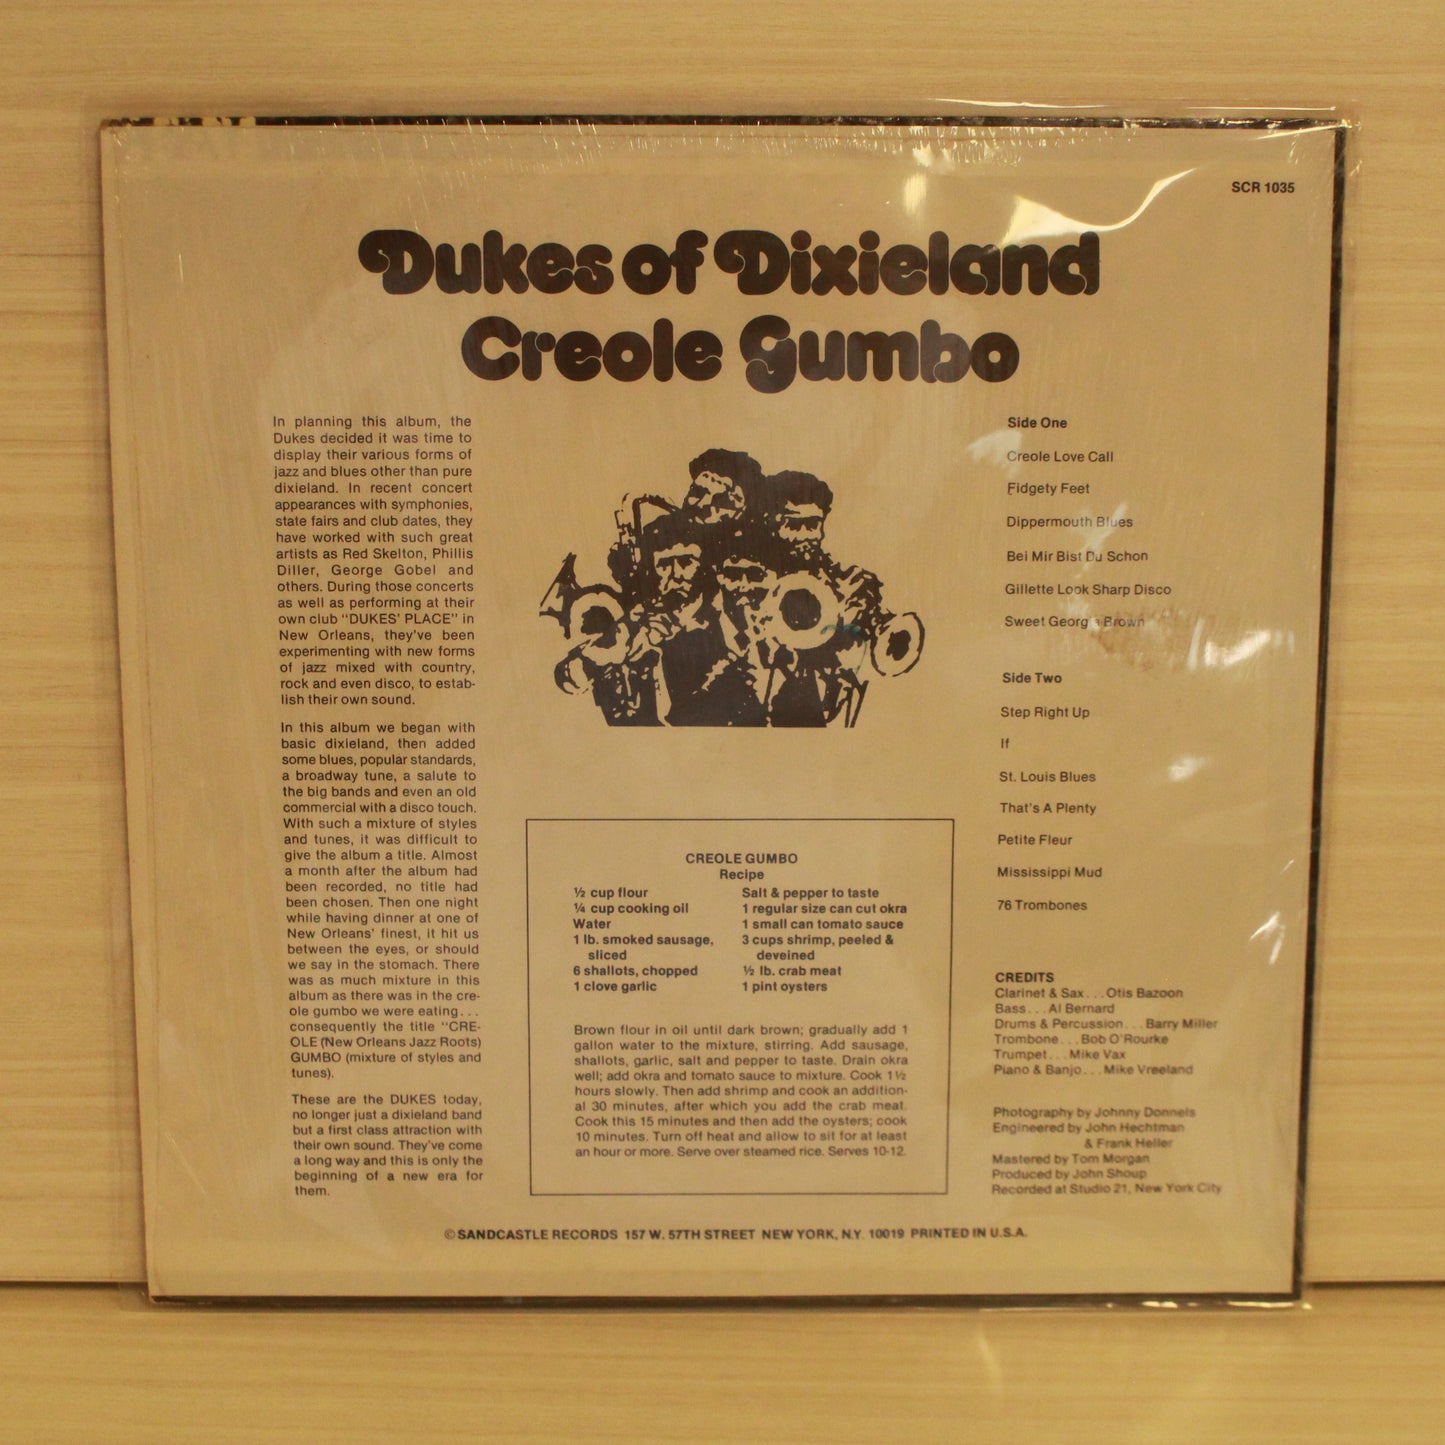 SCR 1035
Dukes of Dixieland
Creole Gumbo
In planning this album, the
Dukes decided it was time to
display their various forms of
jazz and blues other than pure
dixieland. In recent concert
appearances with symphonies,
state fairs and club dates, they
have worked with such great
artists as Red Skelton, Phillis
Diller, George Gobel and
others. During those concerts
as well as performing at their
own club "DUKES' PLACE" in
New Orleans, they've been
experimenting with new forms
of jazz mixed with country,
rock and even disco, to estab-
lish their own sound.
In this album we began with
basic dixieland, then added
some blues, popular standards,
a broadway tune, a salute to
the big bands and even an old
commercial with a disco touch.
With such a mixture of styles
and tunes, it was difficult to
give the album a title. Almost
a month after the album had
been recorded, no title had
been chosen. Then one night
while having dinner at one of
New Orleans' finest, it hit us
between the eyes, or should
we say in the stomach. There
was as much mixture in this
album as there was in the cre-
ole gumbo we were eating...
consequently the title "CRE-
OLE (New Orleans Jazz Roots)
GUMBO (mixture of styles and
tunes).
These are the DUKES today,
no longer just a dixieland band
but a first class attraction with
their own sound. They've come
a long way and this is only the
beginning of a new era for
them.
CREOLE GUMBO
Recipe
½ cup flour
¼ cup cooking oil
Water
1 lb. smoked sausage,
sliced
6 shallots, chopped
1 clove garlic
Salt & pepper to taste
1 regular size can cut okra
1 small can tomato sauce
3 cups shrimp, peeled &
deveined
½ lb. crab meat
1 pint oysters
Brown flour in oil until dark brown; gradually add 1
gallon water to the mixture, stirring. Add sausage,
shallots, garlic, salt and pepper to taste. Drain okra
well; add okra and tomato sauce to mixture. Cook 1½
hours slowly. Then add shrimp and cook an addition-
al 30 minutes, after which you add the crab meat.
Cook this 15 minutes and then add the oysters; cook
10 minutes. Turn off heat and allow to sit for at least
an hour or more. Serve over steamed rice. Serves 10-12.
Side One
Creole Love Call
Fidgety Feet
Dippermouth Blues
Bei Mir Bist Du Schon
Gillette Look Sharp Disco
Sweet Georgia Brown
Side Two
Step Right Up
If
St. Louis Blues
That's A Plenty
Petite Fleur
Mississippi Mud
76 Trombones
CREDITS
Clarinet & Sax...Otis Bazoon
Bass...Al Bernard
Drums & Percussion...Barry Miller
Trombone...Bob O'Rourke
Trumpet...Mike Vax
Piano & Banjo...Mike Vreeland
Photography by Johnny Donnels
Engineered by John Hechtman
& Frank Heller
Mastered by Tom Morgan
Produced by John Shoup
Recorded at Studio 21, New York City
©SANDCASTLE RECORDS 157 W. 57TH STREET NEW YORK, N.Y. 10019 PRINTED IN U.S.A.